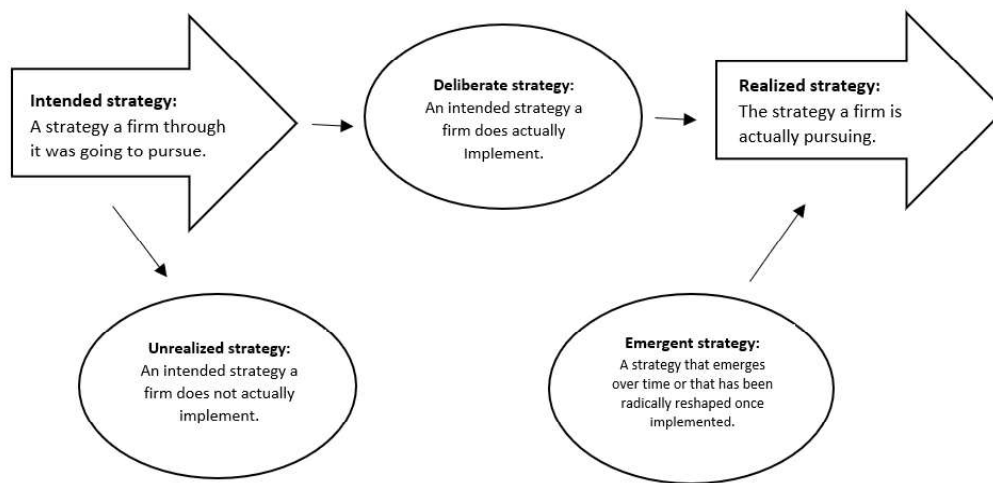 Intended strategy:
A strategy a firm through
it was going to pursue.
Deliberate strategy:
An intended strategy a
firm does actually
Implement.
Realized strategy:
The strategy a firm is
actually pursuing.
Unrealized strategy:
An intended strategy a
firm does not actually
implement.
Emergent strategy:
A strategy that emerges
over time or that has been
radically reshaped once
implemented.